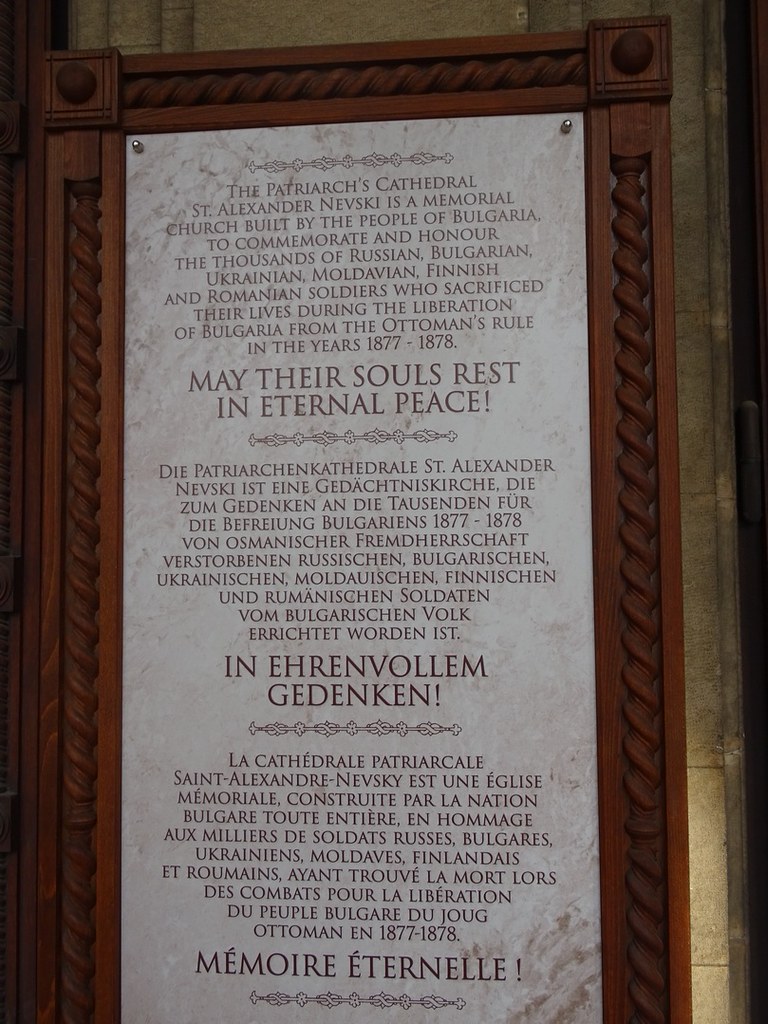 The Patriarch's Cathedral
St. Alexander Nevski is a memorial
church built by the people of Bulgaria,
to commemorate and honour
the thousands of Russian, Bulgarian,
Ukrainian, Moldavian, Finnish
and Romanian soldiers who sacrificed
their lives during the liberation
of Bulgaria from the Ottoman's rule
in the years 1877 - 1878.
MAY THEIR SOULS REST
IN ETERNAL PEACE!
Die Patriarchenkathedrale St. Alexander
Nevski ist eine Gedächtniskirche, die
zum Gedenken an die Tausenden für
die Befreiung Bulgariens 1877 - 1878
von osmanischer Fremdherrschaft
verstorbenen russischen, bulgarischen,
ukrainischen, moldauischen, finnischen
und rumänischen Soldaten
vom bulgarischen Volk
errichtet worden ist.
IN EHRENVOLLEM
GEDENKEN!
La cathédrale patriarcale
Saint-Alexandre-Nevsky est une église
mémoriale, construite par la nation
bulgare toute entière, en hommage
aux milliers de soldats russes, bulgares,
ukrainiens, moldaves, finlandais
et roumains, ayant trouvé la mort lors
des combats pour la libération
du peuple bulgare du joug
ottoman en 1877-1878.
MÉMOIRE ÉTERNELLE !